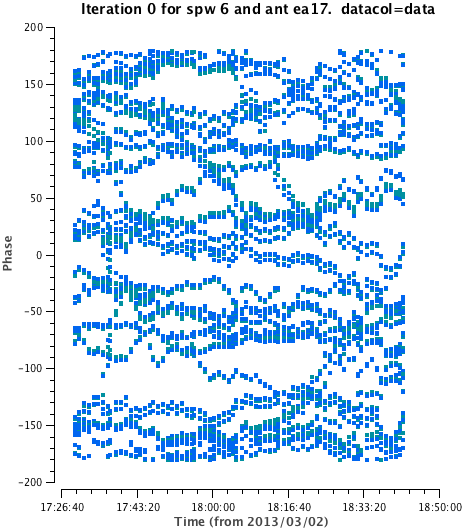 Iteration 0 for spw 6 and ant ea17. datacol=data
200
150
100
50
0
-50
-100
-150
-200
Phase
17:26:40 17:43:20 18:00:00 18:16:40 18:33:20 18:50:00
Time (from 2013/03/02)